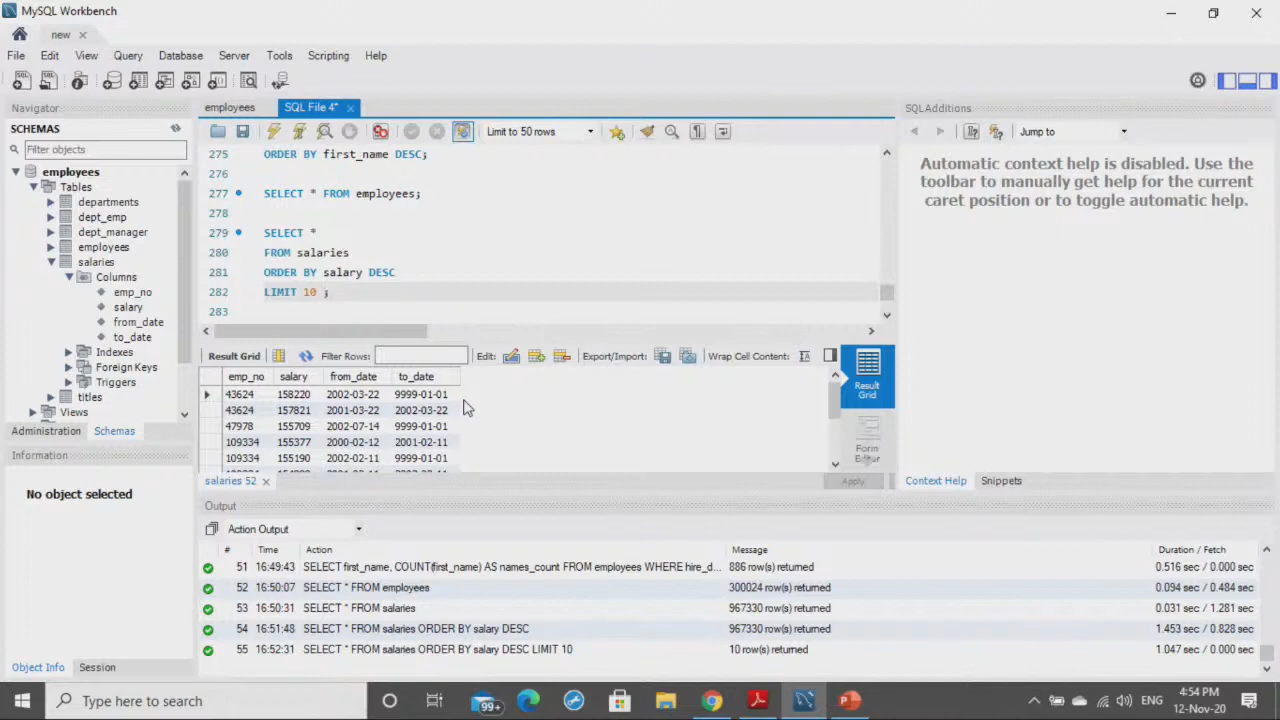 MySQL Workbench
new
File Edit View Query Database Server Tools Scripting Help
Navigator
SCHEMAS
Filter objects
employees
Tables
departments
dept_emp
dept_manager
employees
salaries
Columns
emp_no
salary
from_date
to_date
Indexes
Foreign Keys
Triggers
titles
Views
Administration Schemas
Information
No object selected
Object Info Session
employees SQL File 4*
Limit to 50 rows
275 ORDER BY first_name DESC;
276
277 SELECT * FROM employees;
278
279 SELECT *
280 FROM salaries
281 ORDER BY salary DESC
282 LIMIT 10 ;
283
Result Grid Filter Rows: Edit: Export/Import: Wrap Cell Content:
emp_no salary from_date to_date
43624 158220 2002-03-22 9999-01-01
43624 157821 2001-03-22 2002-03-22
47978 155709 2002-07-14 9999-01-01
109334 155377 2000-02-12 2001-02-11
109334 155190 2002-02-11 9999-01-01
Result
Grid
Form
Editor
salaries 52
Apply
SQLAdditions
Jump to
Automatic context help is disabled. Use the
toolbar to manually get help for the current
caret position or to toggle automatic help.
Context Help Snippets
Output
Action Output
# Time Action Message Duration / Fetch
51 16:49:43 SELECT first_name, COUNT(first_name) AS names_count FROM employees WHERE hire_d... 886 row(s) returned 0.516 sec / 0.000 sec
52 16:50:07 SELECT * FROM employees 300024 row(s) returned 0.094 sec / 0.484 sec
53 16:50:31 SELECT * FROM salaries 967330 row(s) returned 0.031 sec / 1.281 sec
54 16:51:48 SELECT * FROM salaries ORDER BY salary DESC 967330 row(s) returned 1.453 sec / 0.828 sec
55 16:52:31 SELECT * FROM salaries ORDER BY salary DESC LIMIT 10 10 row(s) returned 1.047 sec / 0.000 sec
Type here to search
99+
ENG
4:54 PM
12-Nov-20